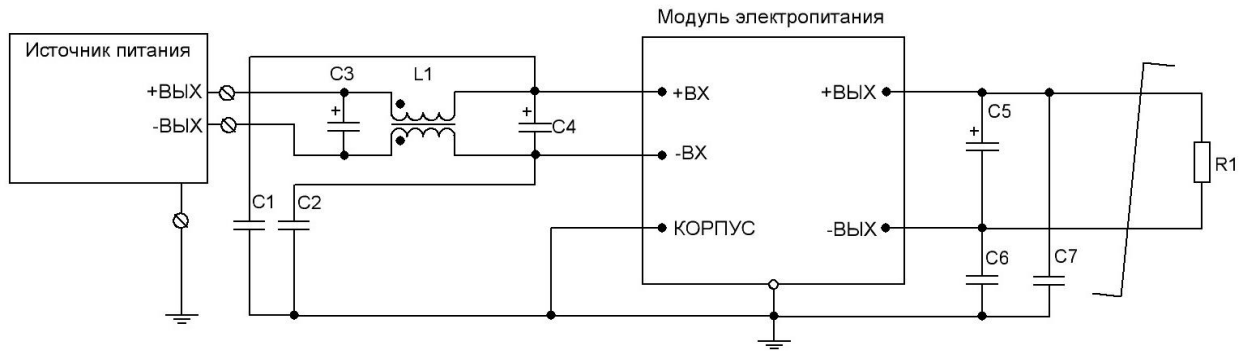 Модуль электропитания
Источник питания
+ВЫХ
-ВЫХ
C3
+
L1
+
C4
C1
C2
+ВХ
-ВХ
КОРПУС
+ВЫХ
-ВЫХ
C5
+
C6
C7
R1